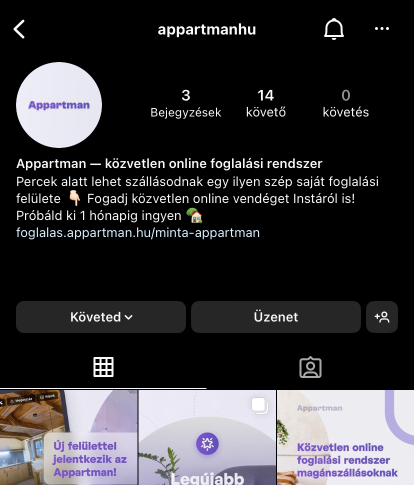 appartmanhu
Appartman
3
14
0
Bejegyzések
követő
követés
Appartman — közvetlen online foglalási rendszer
Percek alatt lehet szállásodnak egy ilyen szép saját foglalási
felülete 👇🏻 Fogadj közvetlen online vendéget Instáról is!
Próbáld ki 1 hónapig ingyen 🏡
foglalas.appartman.hu/minta-appartman
Követed
Üzenet
Új felülettel
jelentkezik az
Appartman!
Legújabb
Appartman
Közvetlen online
foglalási rendszer
magánszállásoknak